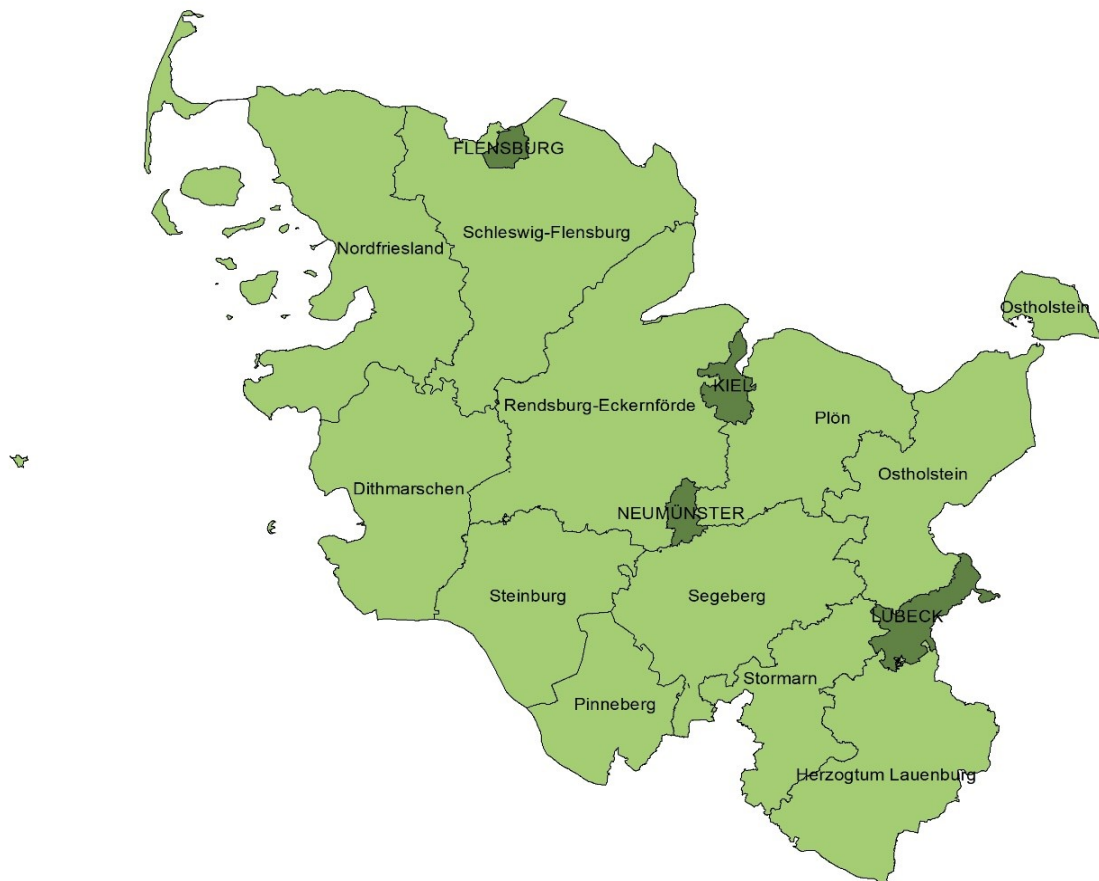 FLENSBURG
Schleswig-Flensburg
Nordfriesland
Ostholstein
KIEL
Rendsburg-Eckernförde
Plön
Ostholstein
Dithmarschen
NEUMÜNSTER
Steinburg
Segeberg
LÜBECK
Stormarn
Pinneberg
Herzogtum Lauenburg